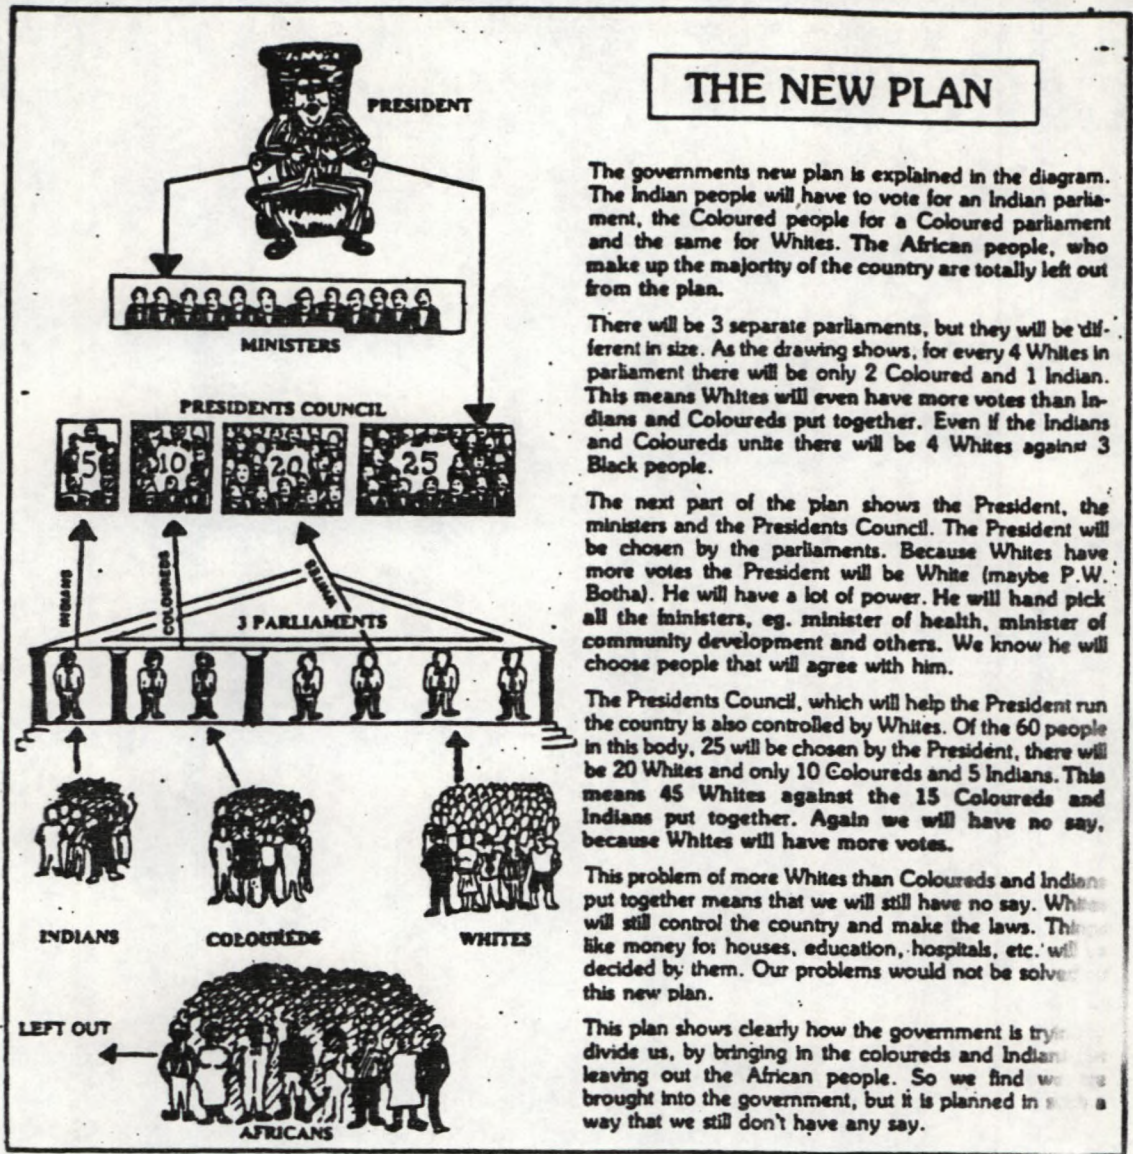 PRESIDENT
MINISTERS
PRESIDENTS COUNCIL
5
10
20
25
INDIANS
COLOUREDS
WHITES
3 PARLIAMENTS
INDIANS
COLOUREDS
WHITES
LEFT OUT
AFRICANS
THE NEW PLAN
The governments new plan is explained in the diagram.
The Indian people will have to vote for an Indian parlia-
ment, the Coloured people for a Coloured parliament
and the same for Whites. The African people, who
make up the majority of the country are totally left out
from the plan.
There will be 3 separate parliaments, but they will be dif-
ferent in size. As the drawing shows, for every 4 Whites in
parliament there will be only 2 Coloured and 1 Indian.
This means Whites will even have more votes than In-
dians and Coloureds put together. Even if the Indians
and Coloureds unite there will be 4 Whites against 3
Black people.
The next part of the plan shows the President, the
ministers and the Presidents Council. The President will
be chosen by the parliaments. Because Whites have
more votes the President will be White (maybe P.W.
Botha). He will have a lot of power. He will hand pick
all the ministers, eg. minister of health, minister of
community development and others. We know he will
choose people that will agree with him.
The Presidents Council, which will help the President run
the country is also controlled by Whites. Of the 60 people
in this body, 25 will be chosen by the President, there will
be 20 Whites and only 10 Coloureds and 5 Indians. This
means 45 Whites against the 15 Coloureds and
Indians put together. Again we will have no say,
because Whites will have more votes.
This problem of more Whites than Coloureds and Indians
put together means that we will still have no say. Whites
will still control the country and make the laws. Things
like money for houses, education, hospitals, etc. will
decided by them. Our problems would not be solved
this new plan.
This plan shows clearly how the government is
divide us, by bringing in the coloureds and Indian
leaving out the African people. So we find we are
brought into the government, but it is planned in such a
way that we still don't have any say.